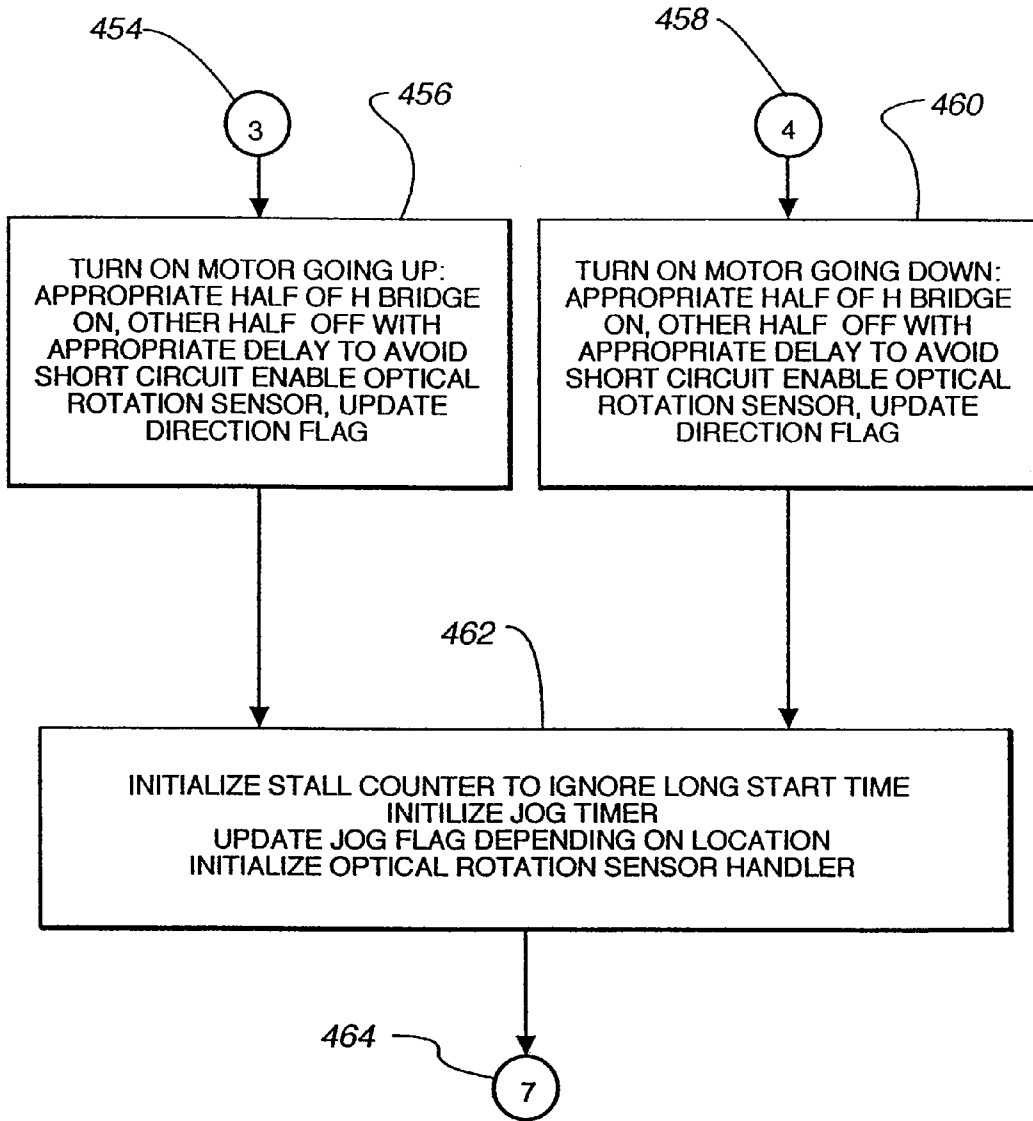 454
458
456
460
3
4
TURN ON MOTOR GOING UP:
APPROPRIATE HALF OF H BRIDGE
ON, OTHER HALF OFF WITH
APPROPRIATE DELAY TO AVOID
SHORT CIRCUIT ENABLE OPTICAL
ROTATION SENSOR, UPDATE
DIRECTION FLAG
TURN ON MOTOR GOING DOWN:
APPROPRIATE HALF OF H BRIDGE
ON, OTHER HALF OFF WITH
APPROPRIATE DELAY TO AVOID
SHORT CIRCUIT ENABLE OPTICAL
ROTATION SENSOR, UPDATE
DIRECTION FLAG
462
INITIALIZE STALL COUNTER TO IGNORE LONG START TIME
INITILIZE JOG TIMER
UPDATE JOG FLAG DEPENDING ON LOCATION
INITIALIZE OPTICAL ROTATION SENSOR HANDLER
464
7